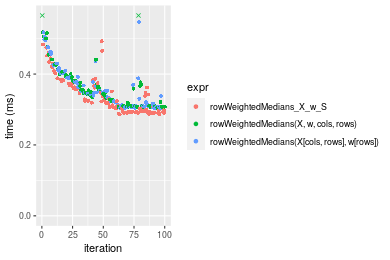 time (ms)
0.4
0.2
0.0
0
25
50
75
100
iteration
expr
rowWeightedMedians_X_w_S
rowWeightedMedians(X, w, cols, rows)
rowWeightedMedians(X[cols, rows], w[rows])